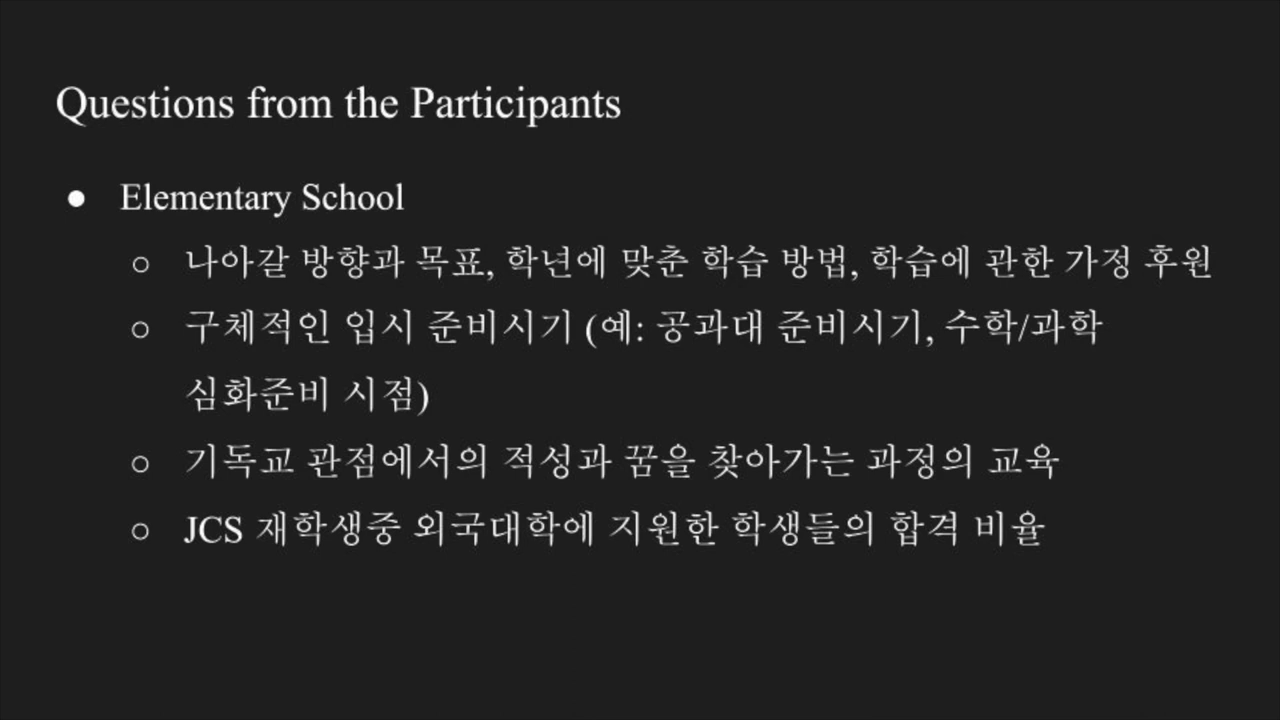 Questions from the Participants
● Elementary School
○ 나아갈 방향과 목표, 학년에 맞춘 학습 방법, 학습에 관한 가정 후원
○ 구체적인 입시 준비시기 (예: 공과대 준비시기, 수학/과학
심화준비 시점)
○ 기독교 관점에서의 적성과 꿈을 찾아가는 과정의 교육
○ JCS 재학생중 외국대학에 지원한 학생들의 합격 비율